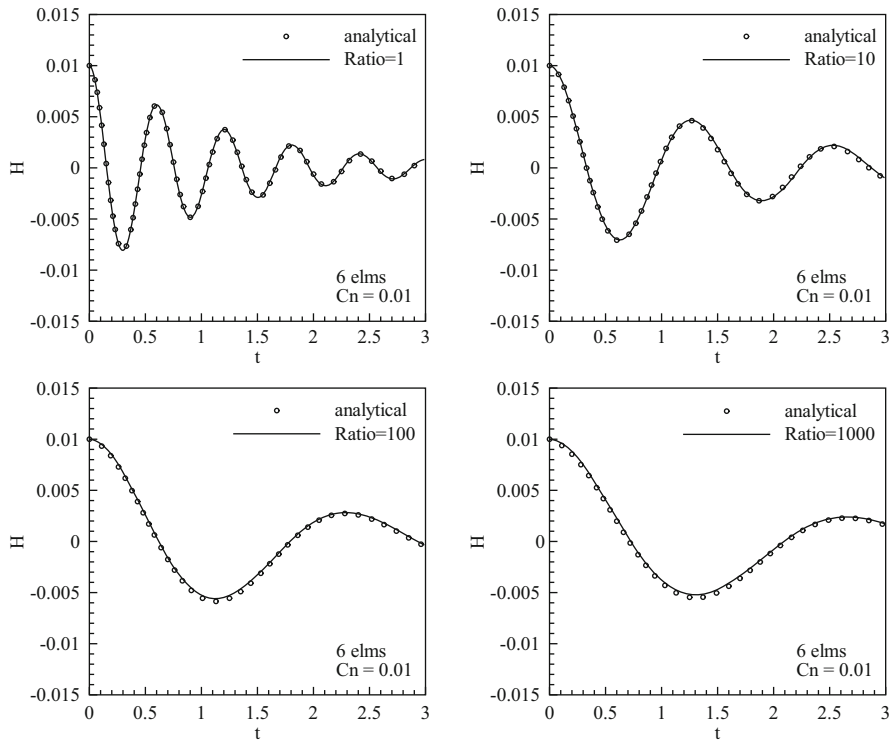 0.015
0.01
0.005
0
-0.005
-0.01
-0.015
H
analytical
Ratio=1
6 elms
Cn = 0.01
0 0.5 1 1.5 2 2.5 3
t
0.015
0.01
0.005
0
-0.005
-0.01
-0.015
H
analytical
Ratio=10
6 elms
Cn = 0.01
0 0.5 1 1.5 2 2.5 3
t
0.015
0.01
0.005
0
-0.005
-0.01
-0.015
H
analytical
Ratio=100
6 elms
Cn = 0.01
0 0.5 1 1.5 2 2.5 3
t
0.015
0.01
0.005
0
-0.005
-0.01
-0.015
H
analytical
Ratio=1000
6 elms
Cn = 0.01
0 0.5 1 1.5 2 2.5 3
t